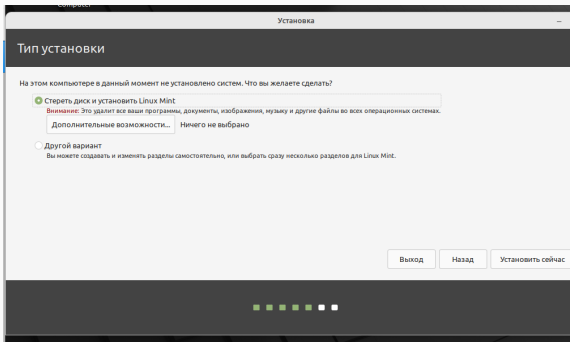 Computer
Установка
Тип установки
На этом компьютере в данный момент не установлено систем. Что вы желаете сделать?
Стереть диск и установить Linux Mint
Внимание: Это удалит все ваши программы, документы, изображения, музыку и другие файлы во всех операционных системах.
Дополнительные возможности... Ничего не выбрано
Другой вариант
Вы можете создавать и изменять разделы самостоятельно, или выбрать сразу несколько разделов для Linux Mint.
Выход Назад Установить сейчас